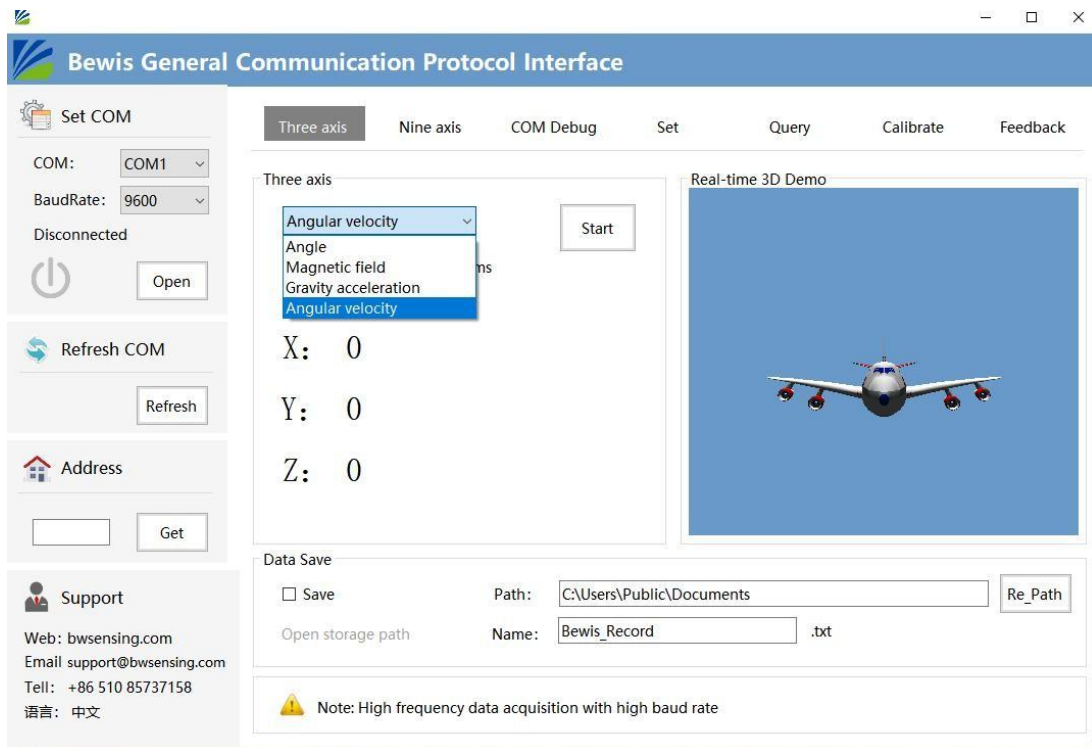 Bewis General Communication Protocol Interface
Set COM
COM: COM1
BaudRate: 9600
Disconnected
Open
Refresh COM
Refresh
Address
Get
Support
Web: bwsensing.com
Email support@bwsensing.com
Tell: +86 510 85737158
语言: 中文
Three axis Nine axis COM Debug Set Query Calibrate Feedback
Three axis
Angular velocity
Start
Angle
Magnetic field
ms
Gravity acceleration
Angular velocity
X: 0
Y: 0
Z: 0
Real-time 3D Demo
Data Save
Save
Path: C:\Users\Public\Documents
Re_Path
Open storage path
Name: Bewis_Record .txt
Note: High frequency data acquisition with high baud rate